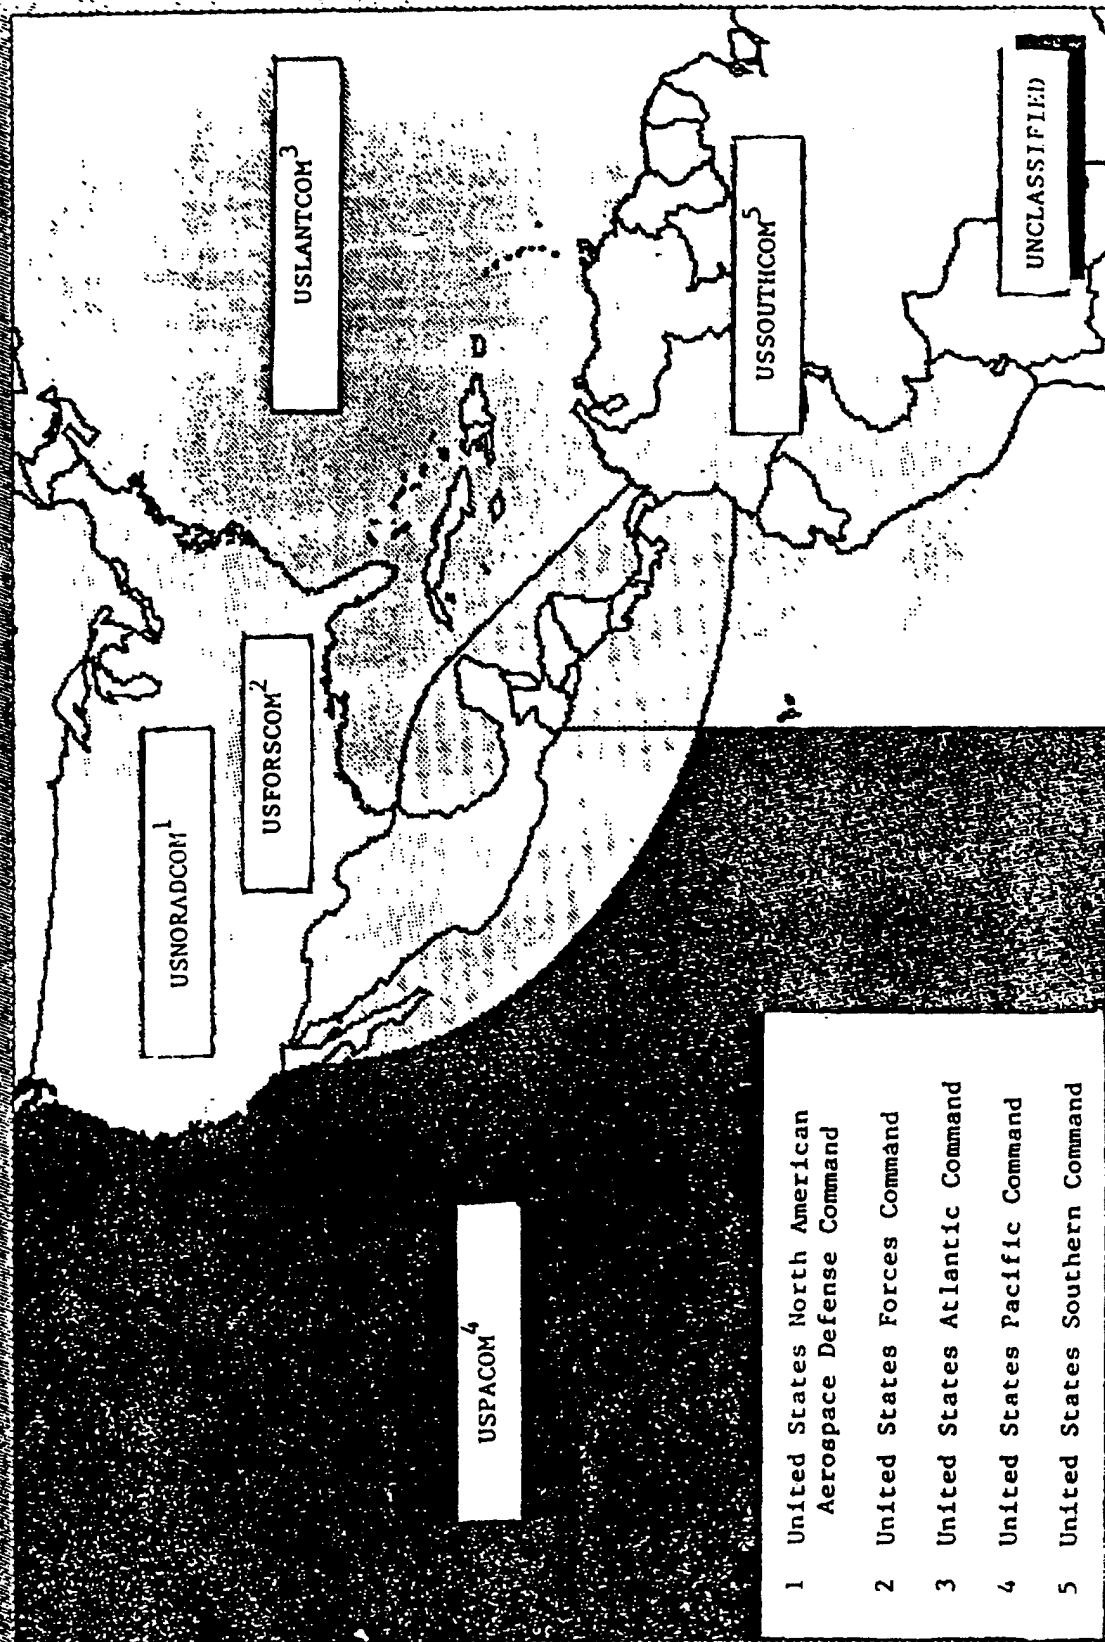 USNORADCOM1
USFORSCOM2
USLANTCOM3
USPACOM4
USSOUTHCOM5
UNCLASSIFIED
1 United States North American
Aerospace Defense Command
2 United States Forces Command
3 United States Atlantic Command
4 United States Pacific Command
5 United States Southern Command